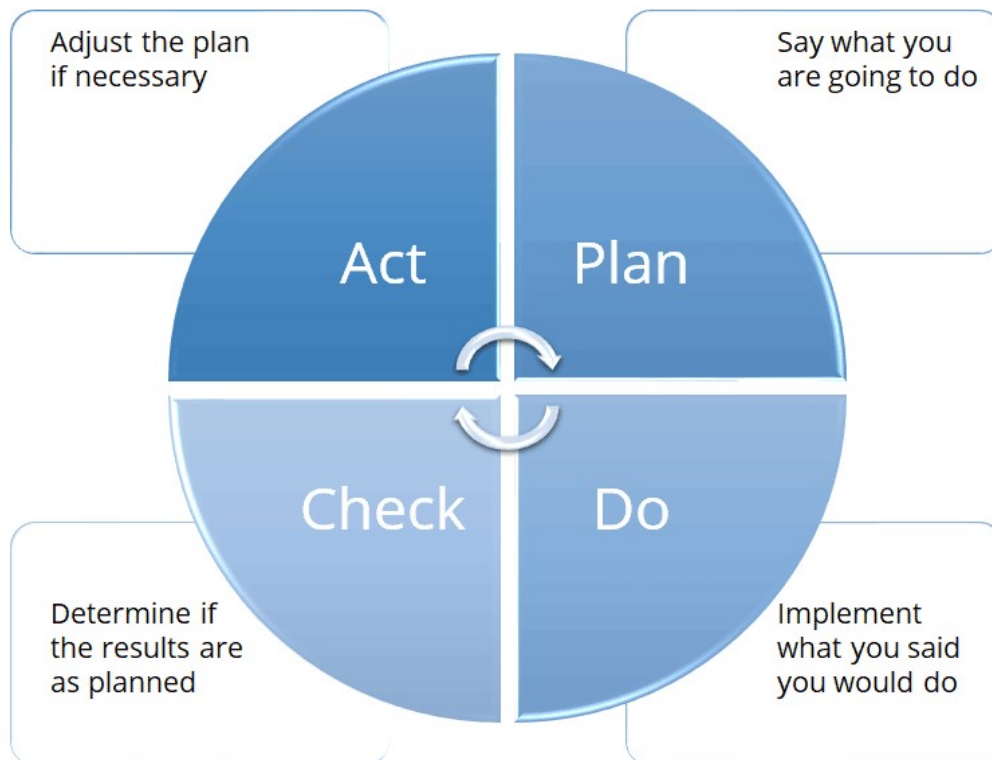 Adjust the plan
if necessary
Say what you
are going to do
Act
Plan
Check
Do
Determine if
the results are
as planned
Implement
what you said
you would do